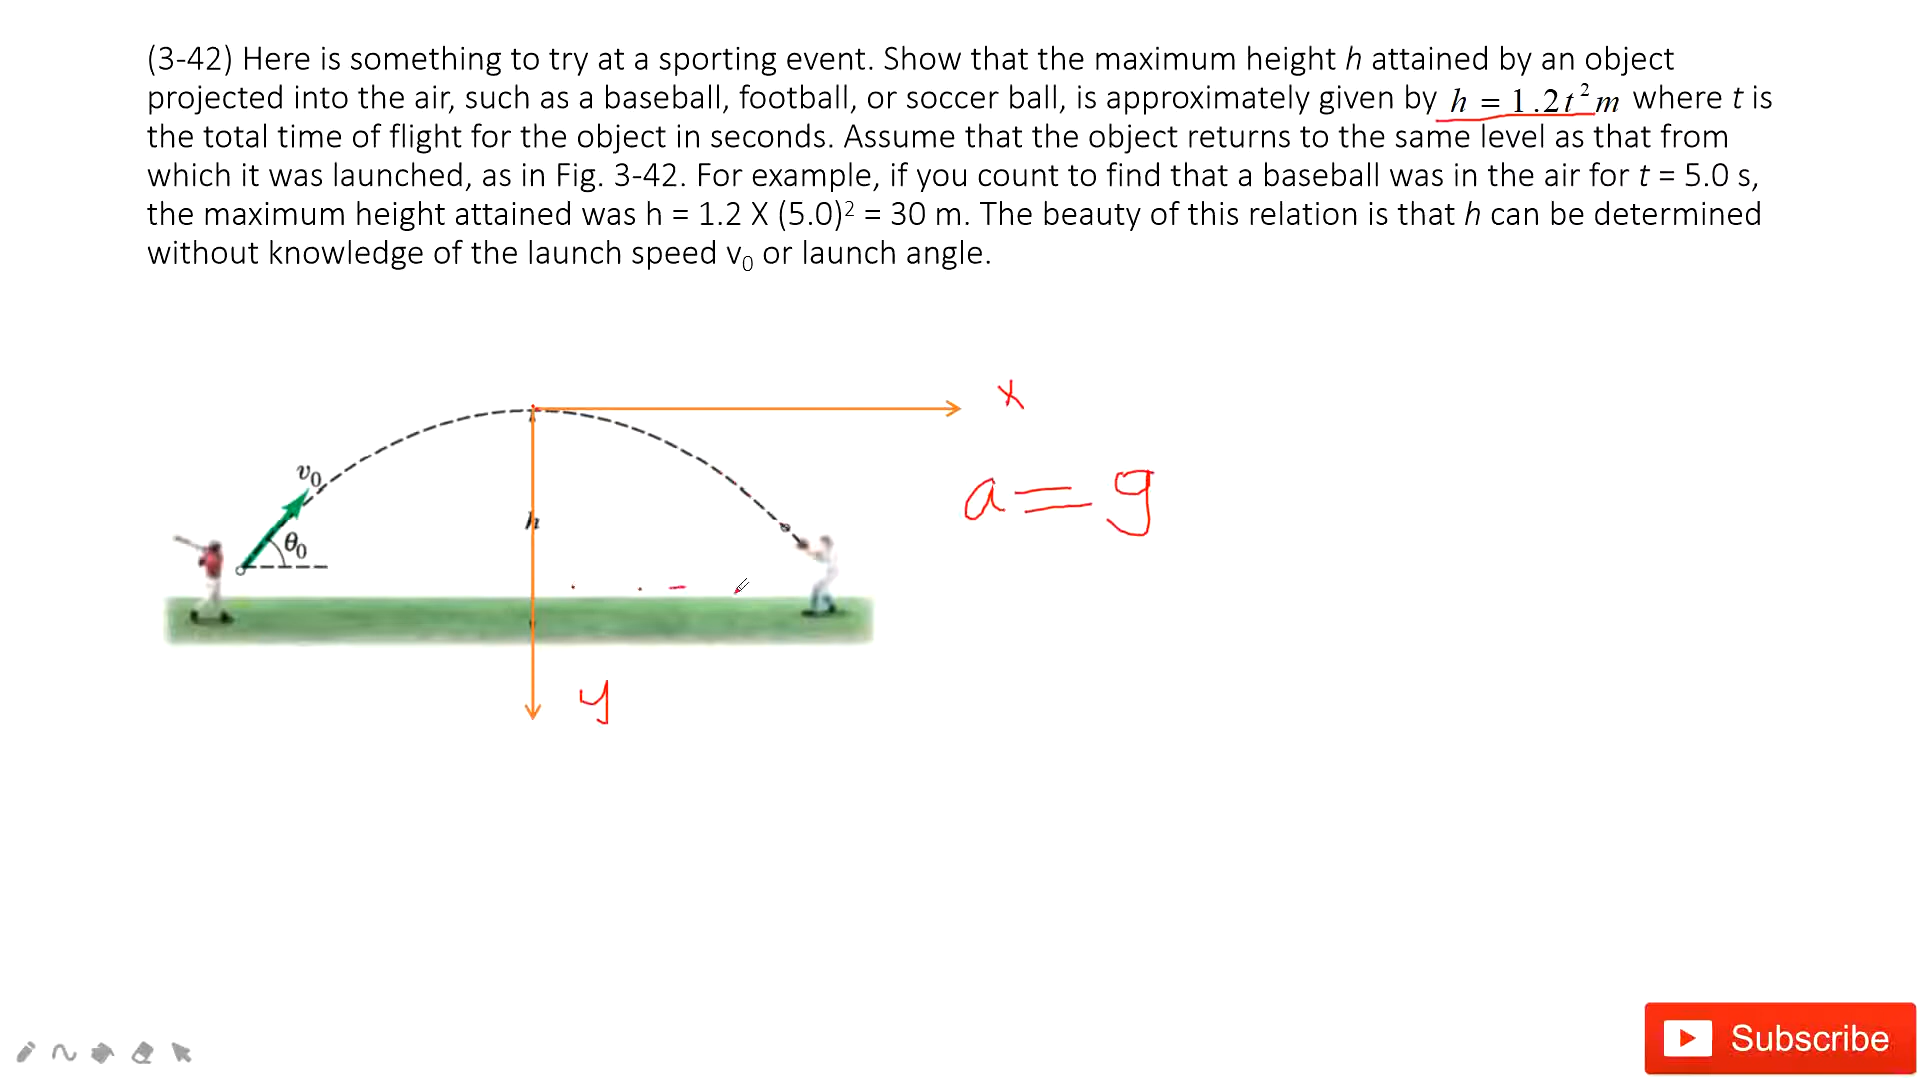 (3-42) Here is something to try at a sporting event. Show that the maximum height h attained by an object
projected into the air, such as a baseball, football, or soccer ball, is approximately given by h = 1.2t² m where t is
the total time of flight for the object in seconds. Assume that the object returns to the same level as that from
which it was launched, as in Fig. 3-42. For example, if you count to find that a baseball was in the air for t = 5.0 s,
the maximum height attained was h = 1.2 X (5.0)² = 30 m. The beauty of this relation is that h can be determined
without knowledge of the launch speed v₀ or launch angle.
x
v₀
a = g
h
θ₀
y
Subscribe